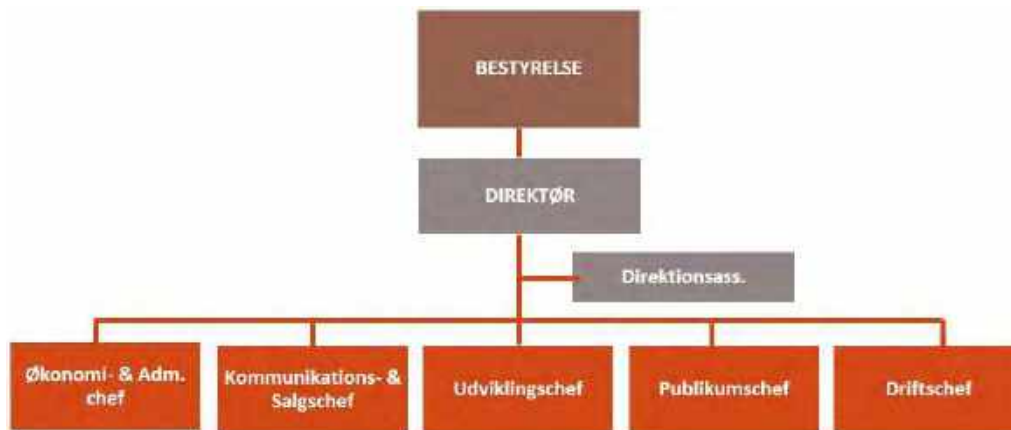 BESTYRELSE
DIREKTØR
Direktionsass.
Økonomi- & Adm.
chef
Kommunikations- &
Salgschef
Udviklingschef
Publikumschef
Driftschef